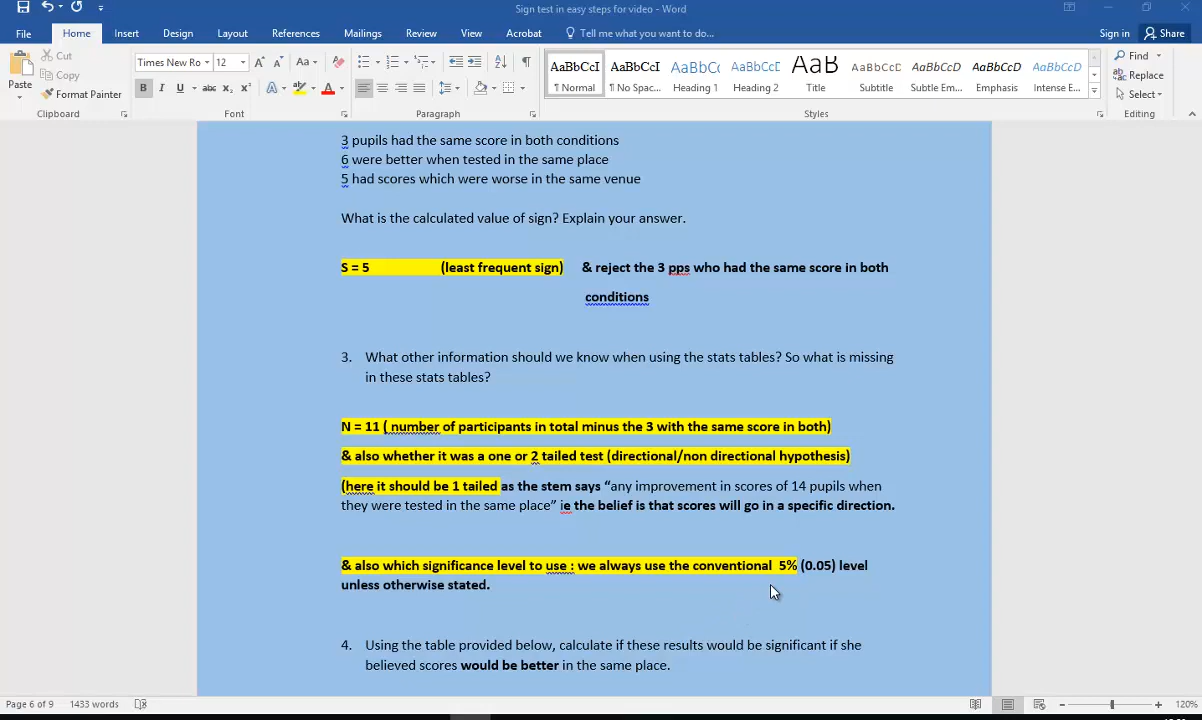 Sign test in easy steps for video - Word
File Home Insert Design Layout References Mailings Review View Acrobat Tell me what you want to do... Sign in Share
Paste
Cut
Copy
Format Painter
Clipboard
Times New Ro 12
Font
Paragraph
AaBbCcI AaBbCcI AaBbCc AaBbCcI AaB AaBbCcD AaBbCcD AaBbCcD AaBbCcD
¶ Normal ¶ No Spac... Heading 1 Heading 2 Title Subtitle Subtle Em... Emphasis Intense E...
Styles
Find
Replace
Select
Editing
3 pupils had the same score in both conditions
6 were better when tested in the same place
5 had scores which were worse in the same venue
What is the calculated value of sign? Explain your answer.
S = 5 (least frequent sign) & reject the 3 pps who had the same score in both
conditions
3. What other information should we know when using the stats tables? So what is missing
in these stats tables?
N = 11 ( number of participants in total minus the 3 with the same score in both)
& also whether it was a one or 2 tailed test (directional/non directional hypothesis)
(here it should be 1 tailed as the stem says “any improvement in scores of 14 pupils when
they were tested in the same place” ie the belief is that scores will go in a specific direction.
& also which significance level to use : we always use the conventional 5% (0.05) level
unless otherwise stated.
4. Using the table provided below, calculate if these results would be significant if she
believed scores would be better in the same place.
Page 6 of 9 1433 words 120%